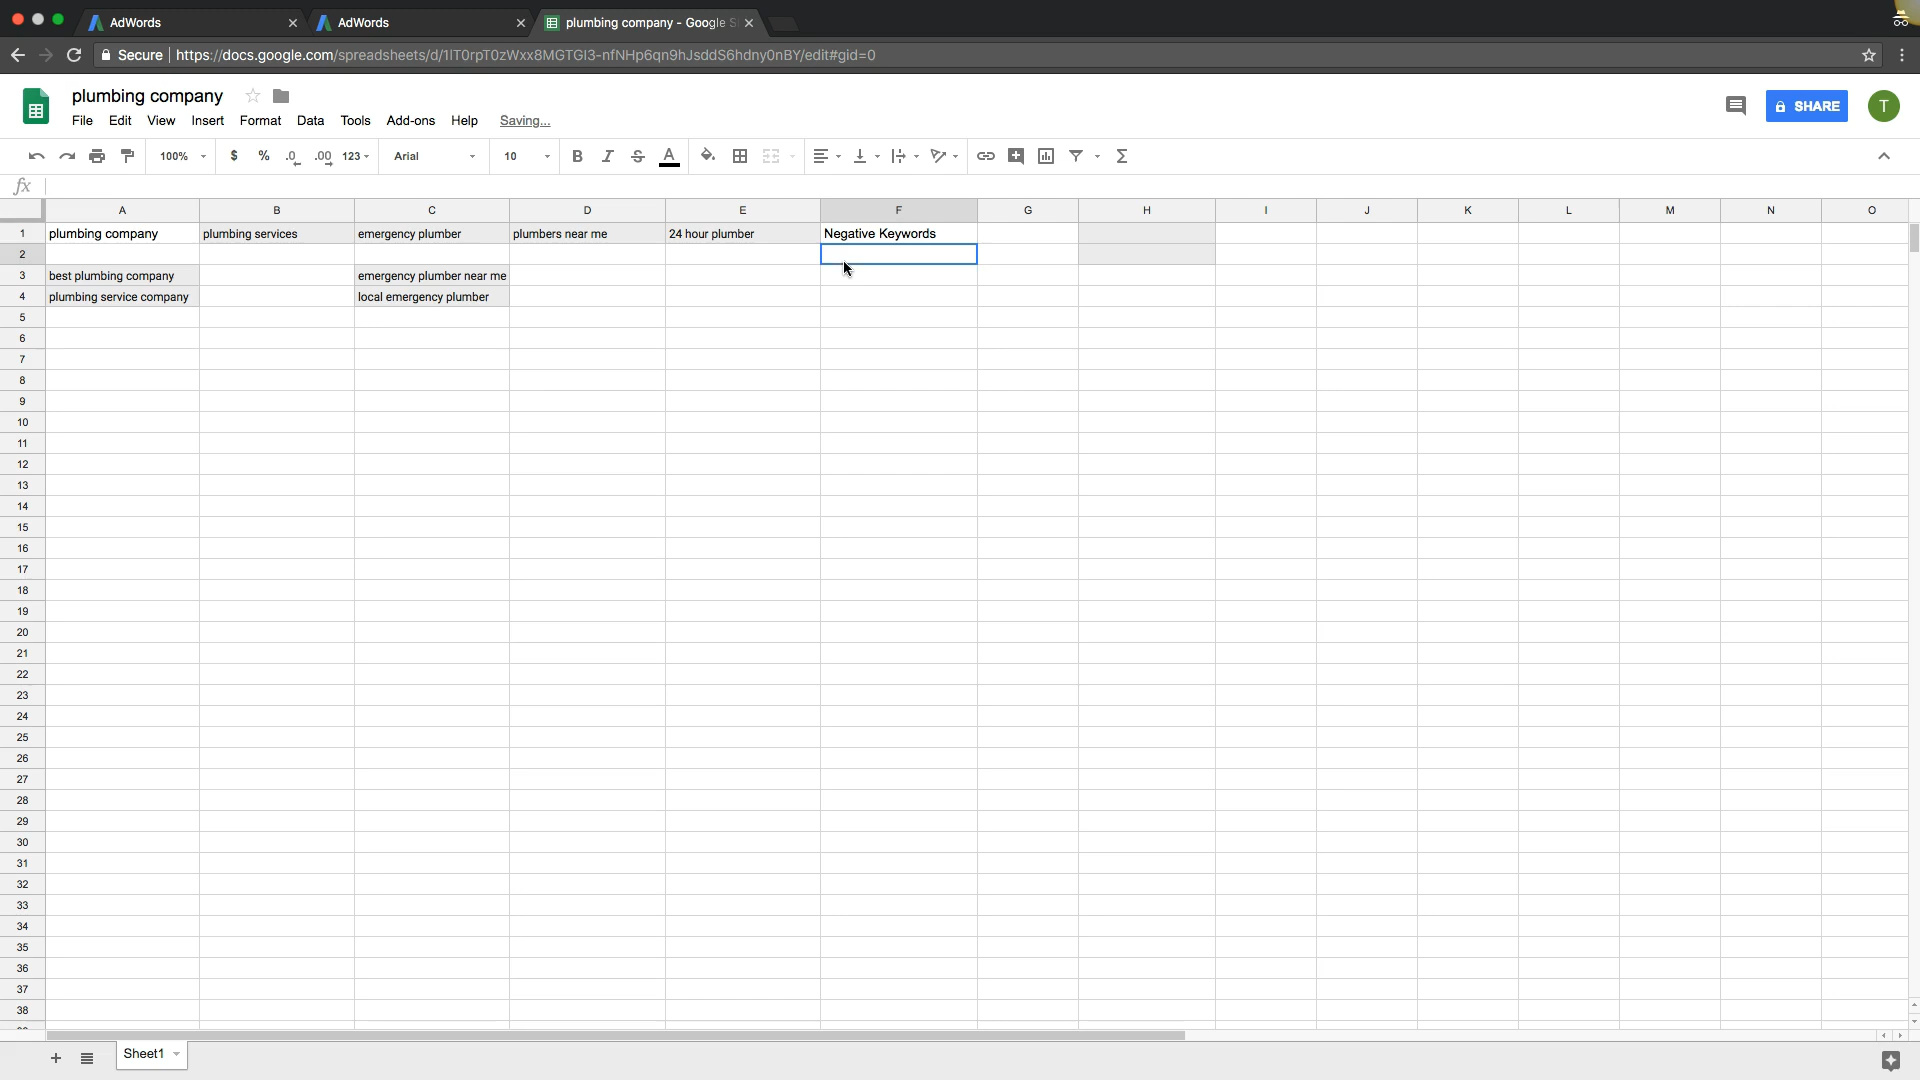 AdWords
AdWords
plumbing company - Google S
Secure
https://docs.google.com/spreadsheets/d/1IT0rpT0zWxx8MGTGI3-nfNHp6qn9hJsddS6hdny0nBY/edit#gid=0
plumbing company
File Edit View Insert Format Data Tools Add-ons Help Saving...
SHARE
T
100% $ % .0 .00 123 Arial 10 B I S A
fx
A B C D E F G H I J K L M N O
1 plumbing company plumbing services emergency plumber plumbers near me 24 hour plumber Negative Keywords
2
3 best plumbing company emergency plumber near me
4 plumbing service company local emergency plumber
5
6
7
8
9
10
11
12
13
14
15
16
17
18
19
20
21
22
23
24
25
26
27
28
29
30
31
32
33
34
35
36
37
38
Sheet1